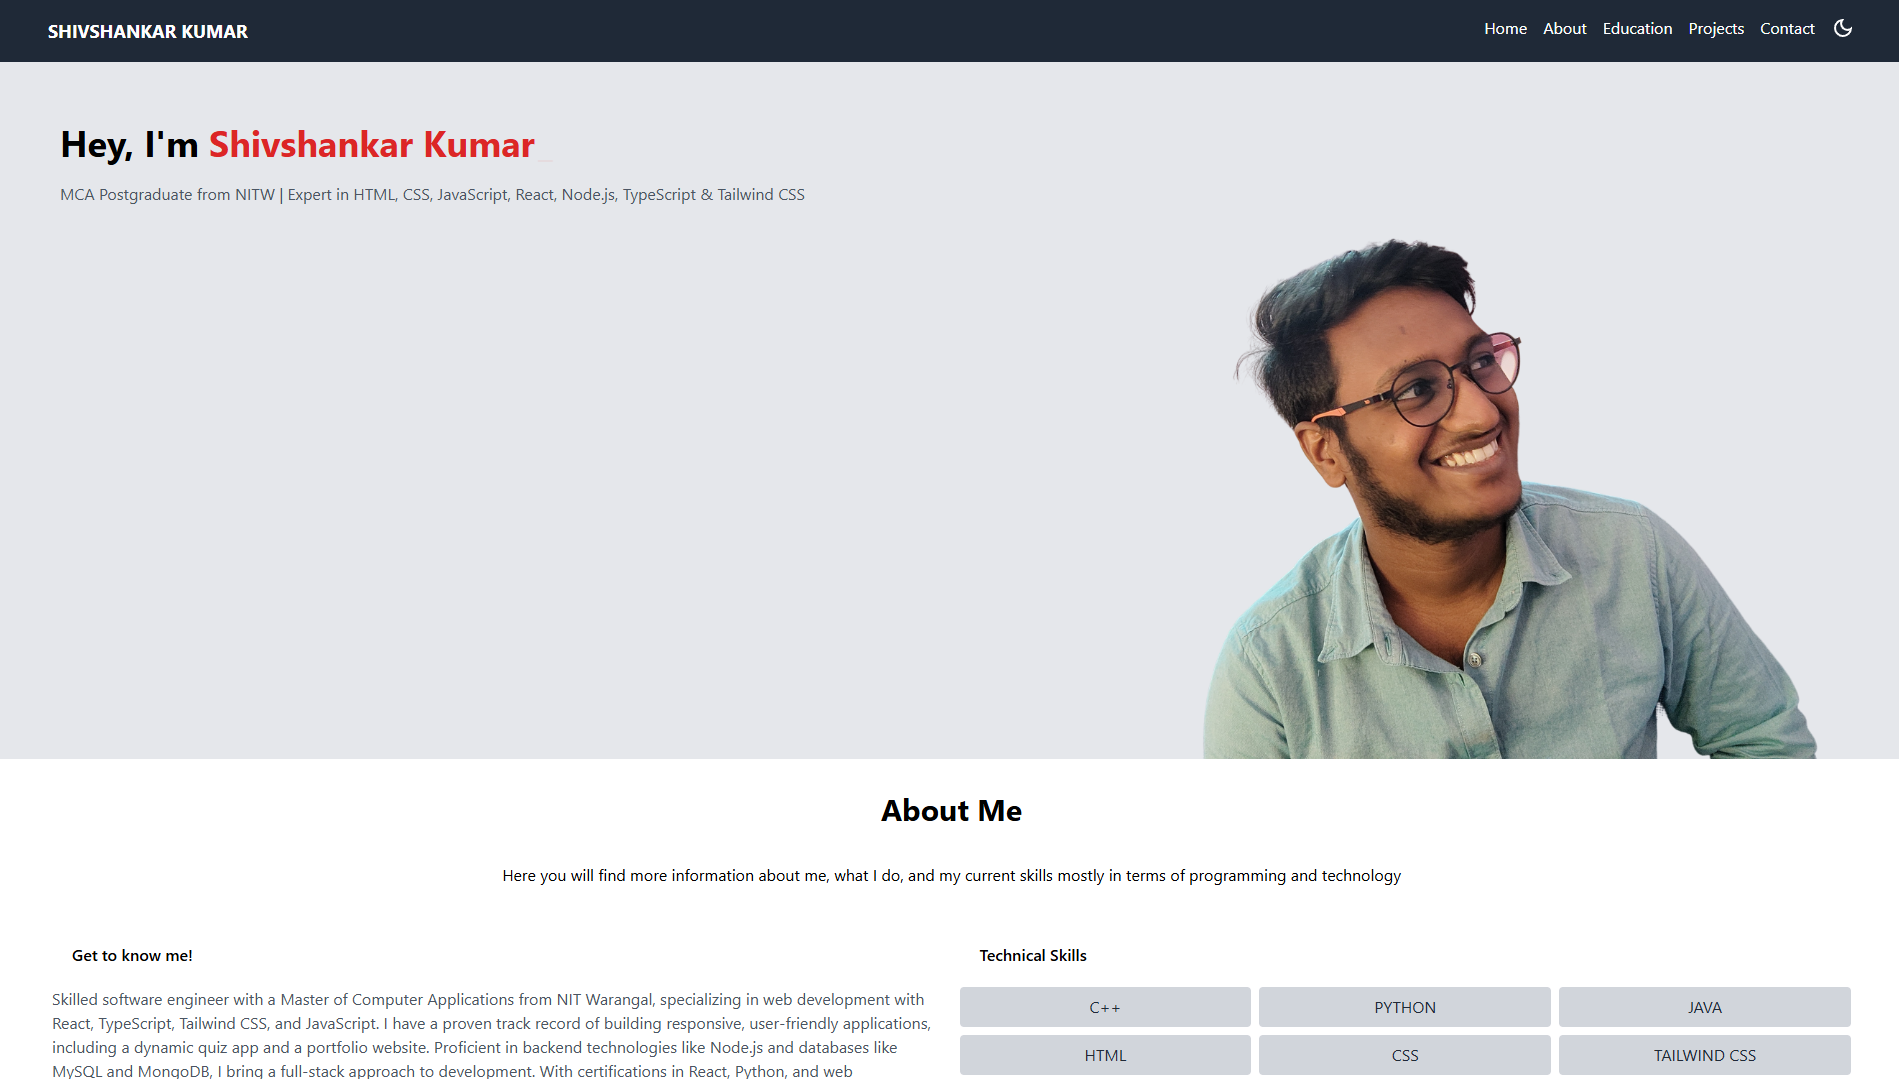 SHIVSHANKAR KUMAR
Home About Education Projects Contact
Hey, I'm Shivshankar Kumar_
MCA Postgraduate from NITW | Expert in HTML, CSS, JavaScript, React, Node.js, TypeScript & Tailwind CSS
About Me
Here you will find more information about me, what I do, and my current skills mostly in terms of programming and technology
Get to know me!
Skilled software engineer with a Master of Computer Applications from NIT Warangal, specializing in web development with
React, TypeScript, Tailwind CSS, and JavaScript. I have a proven track record of building responsive, user-friendly applications,
including a dynamic quiz app and a portfolio website. Proficient in backend technologies like Node.js and databases like
MySQL and MongoDB, I bring a full-stack approach to development. With certifications in React, Python, and web
Technical Skills
C++ PYTHON JAVA
HTML CSS TAILWIND CSS